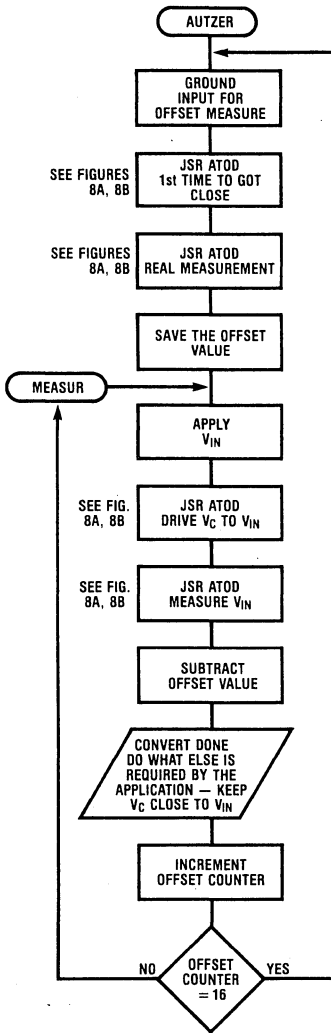 AUTZER
GROUND
INPUT FOR
OFFSET MEASURE
SEE FIGURES
8A, 8B
JSR ATOD
1st TIME TO GOT
CLOSE
SEE FIGURES
8A, 8B
JSR ATOD
REAL MEASUREMENT
SAVE THE OFFSET
VALUE
MEASUR
APPLY
VIN
SEE FIG.
8A, 8B
JSR ATOD
DRIVE VC TO VIN
SEE FIG.
8A, 8B
JSR ATOD
MEASURE VIN
SUBTRACT
OFFSET VALUE
CONVERT DONE
DO WHAT ELSE IS
REQUIRED BY THE
APPLICATION — KEEP
VC CLOSE TO VIN
INCREMENT
OFFSET COUNTER
NO
OFFSET
COUNTER
= 16
YES